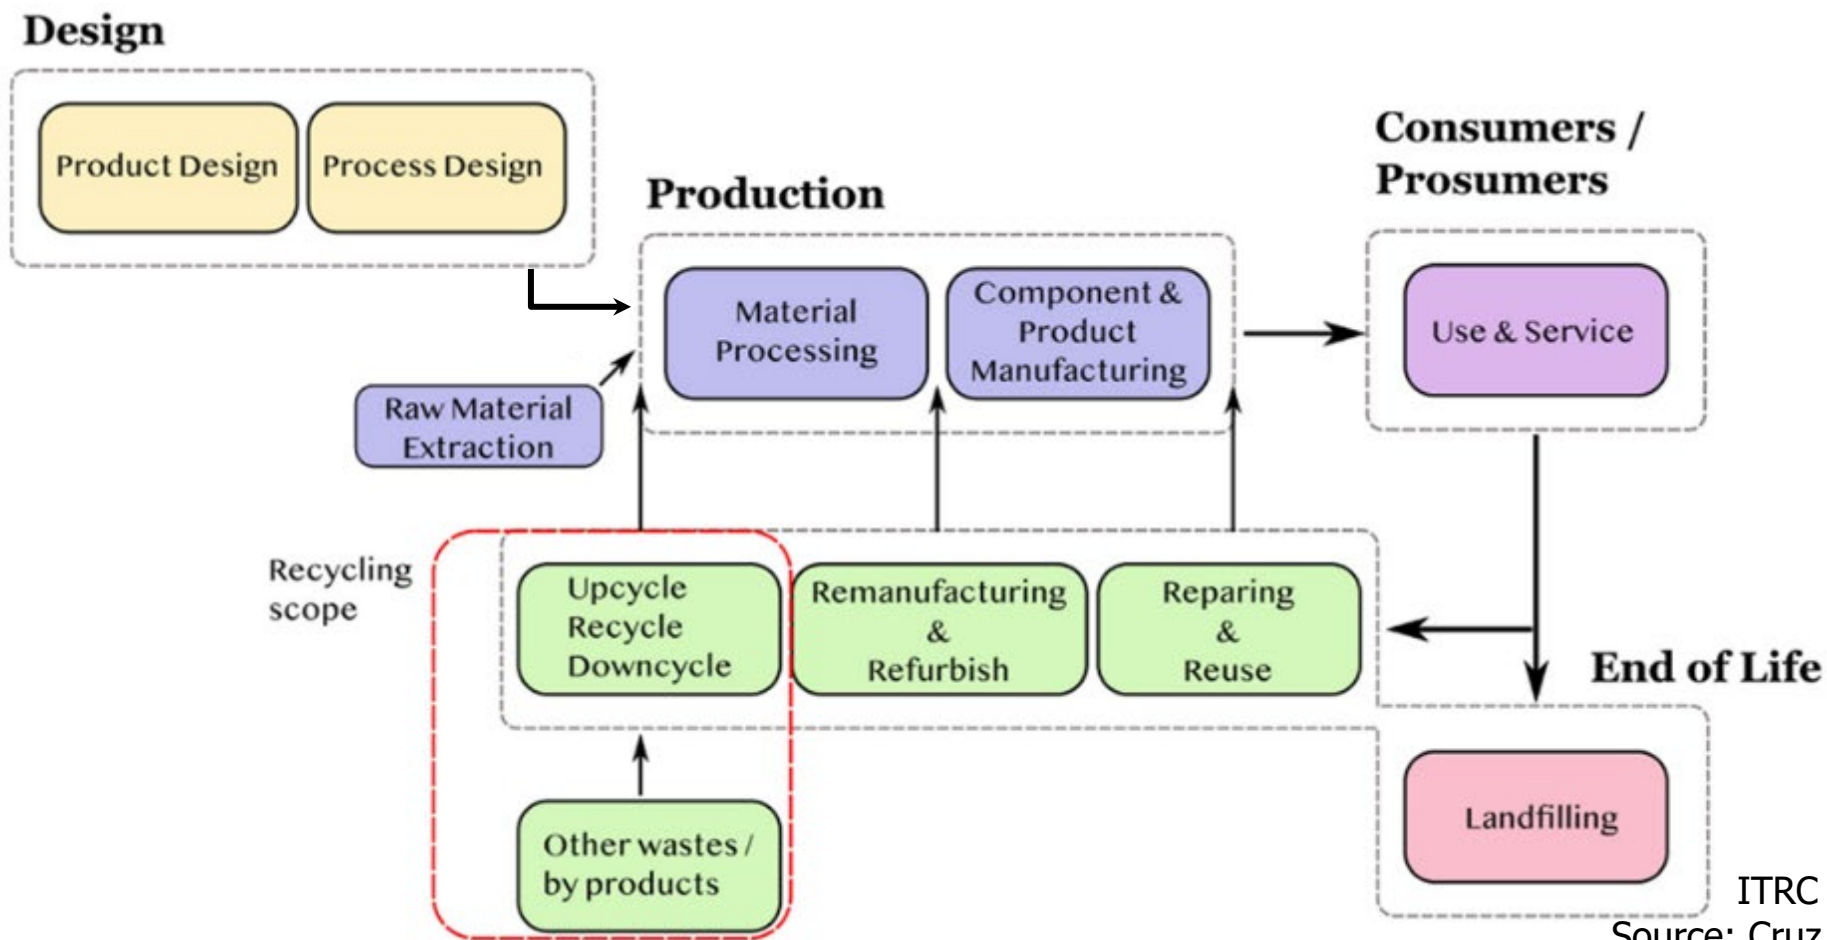 Design
Product Design
Process Design
Production
Material
Processing
Component &
Product
Manufacturing
Consumers /
Prosumers
Use & Service
Raw Material
Extraction
Recycling
scope
Upcycle
Recycle
Downcycle
Remanufacturing
&
Refurbish
Reparing
&
Reuse
End of Life
Other wastes /
by products
Landfilling
ITRC
Source: Cruz